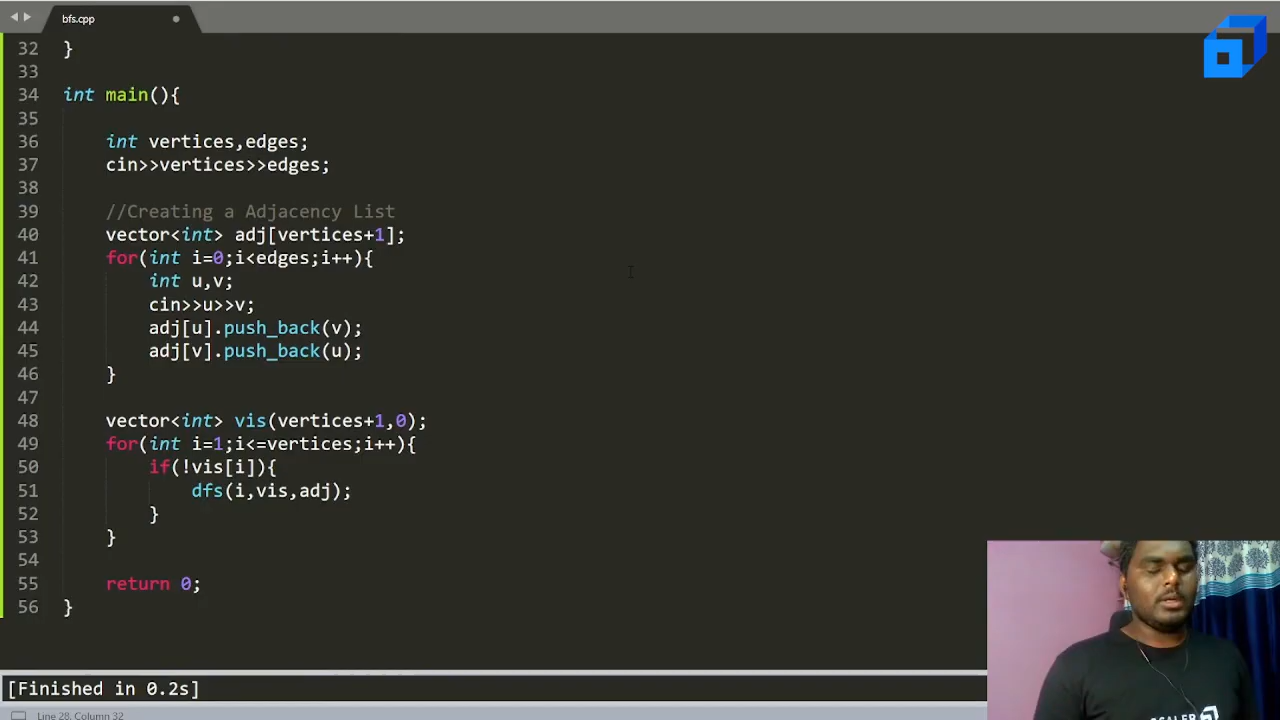 bfs.cpp
32 }
33
34 int main(){
35
36 int vertices,edges;
37 cin>>vertices>>edges;
38
39 //Creating a Adjacency List
40 vector<int> adj[vertices+1];
41 for(int i=0;i<edges;i++){
42 int u,v;
43 cin>>u>>v;
44 adj[u].push_back(v);
45 adj[v].push_back(u);
46 }
47
48 vector<int> vis(vertices+1,0);
49 for(int i=1;i<=vertices;i++){
50 if(!vis[i]){
51 dfs(i,vis,adj);
52 }
53 }
54
55 return 0;
56 }
[Finished in 0.2s]
Line 28, Column 32
SCALER